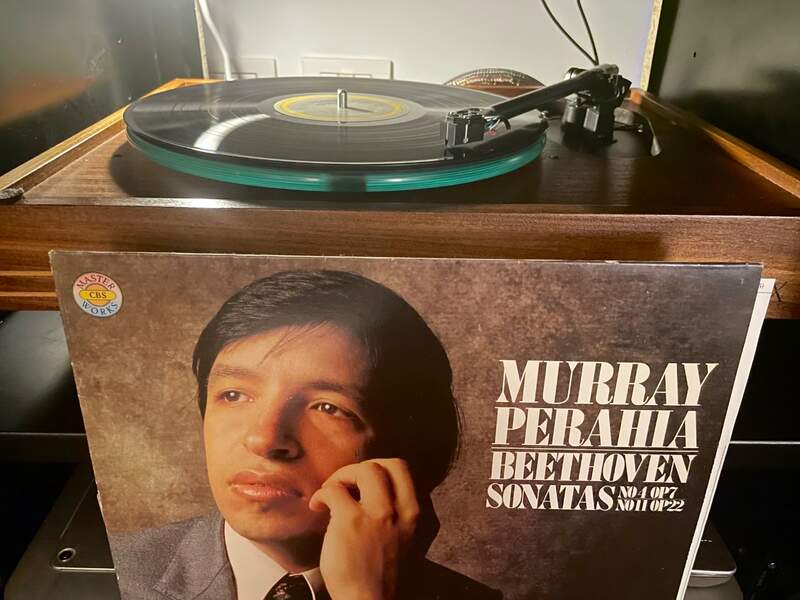 MASTER
CBS
WORKS
MURRAY
PERAHIA
BEETHOVEN
SONATAS NO 4 OP 7
NO 11 OP 22